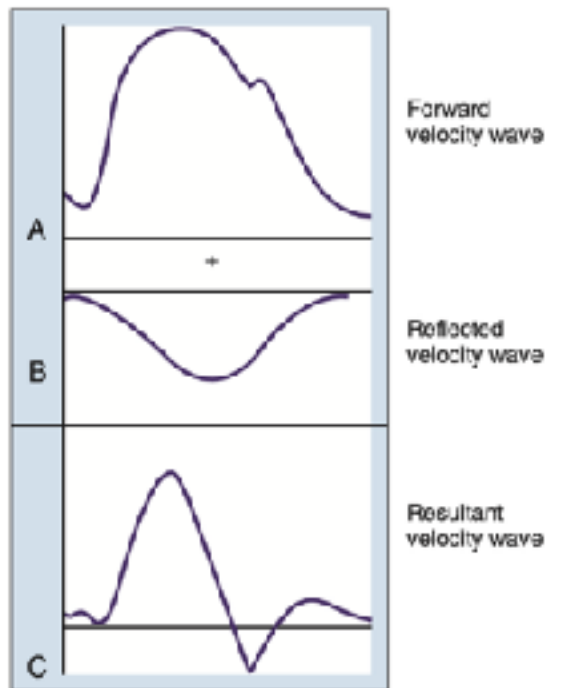 A
Forward
velocity wave
+
B
Reflected
velocity wave
C
Resultant
velocity wave